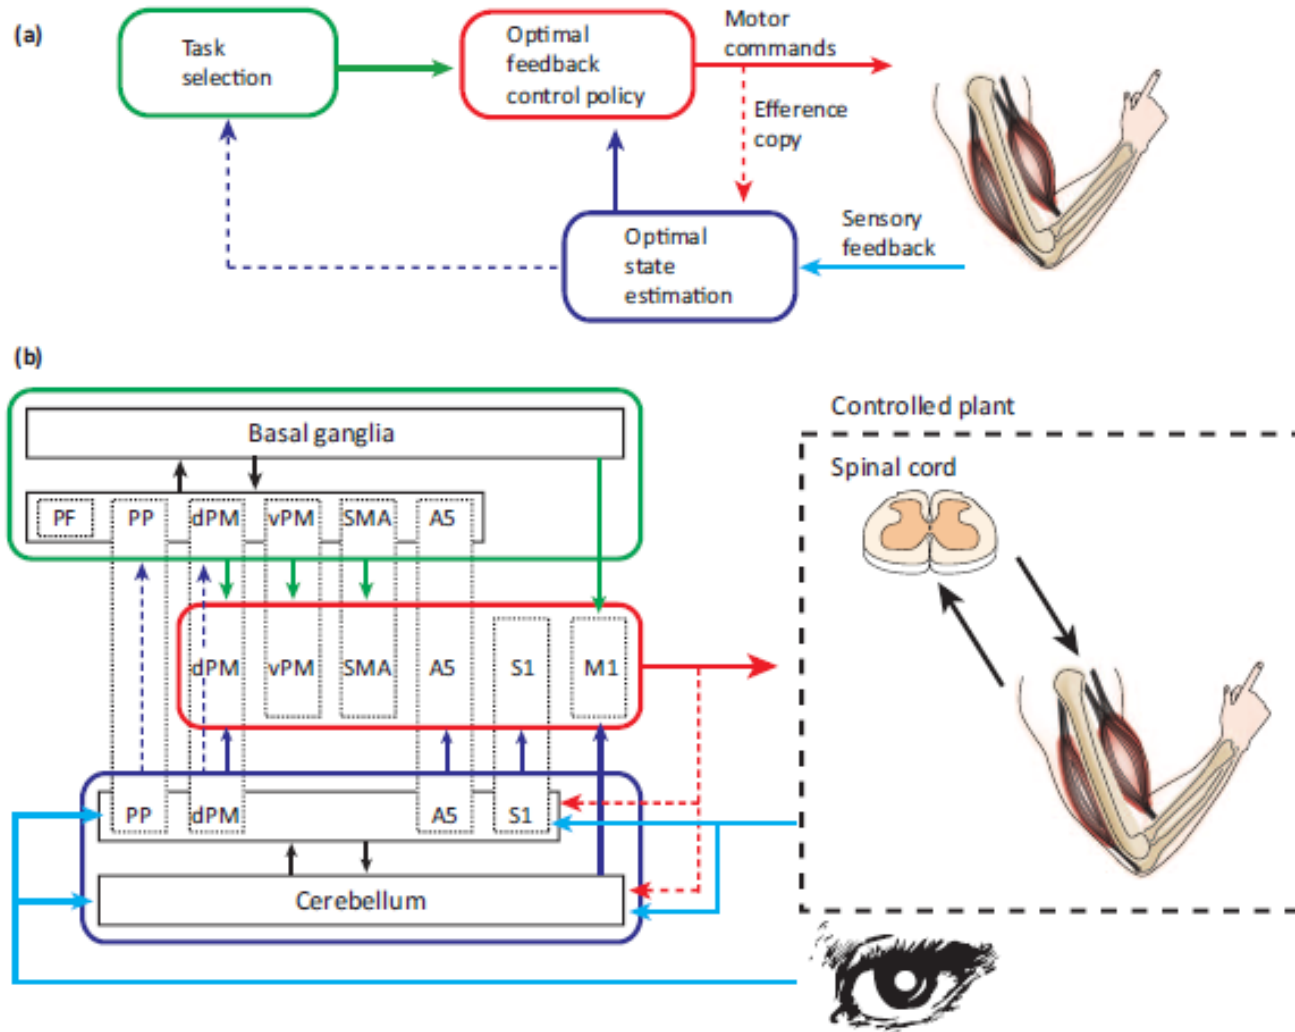 (a)
Task
selection
Optimal
feedback
control policy
Motor
commands
Efference
copy
Optimal
state
estimation
Sensory
feedback
(b)
Basal ganglia
PF PP dPM vPM SMA A5
dPM vPM SMA A5 S1 M1
PP dPM A5 S1
Cerebellum
Controlled plant
Spinal cord